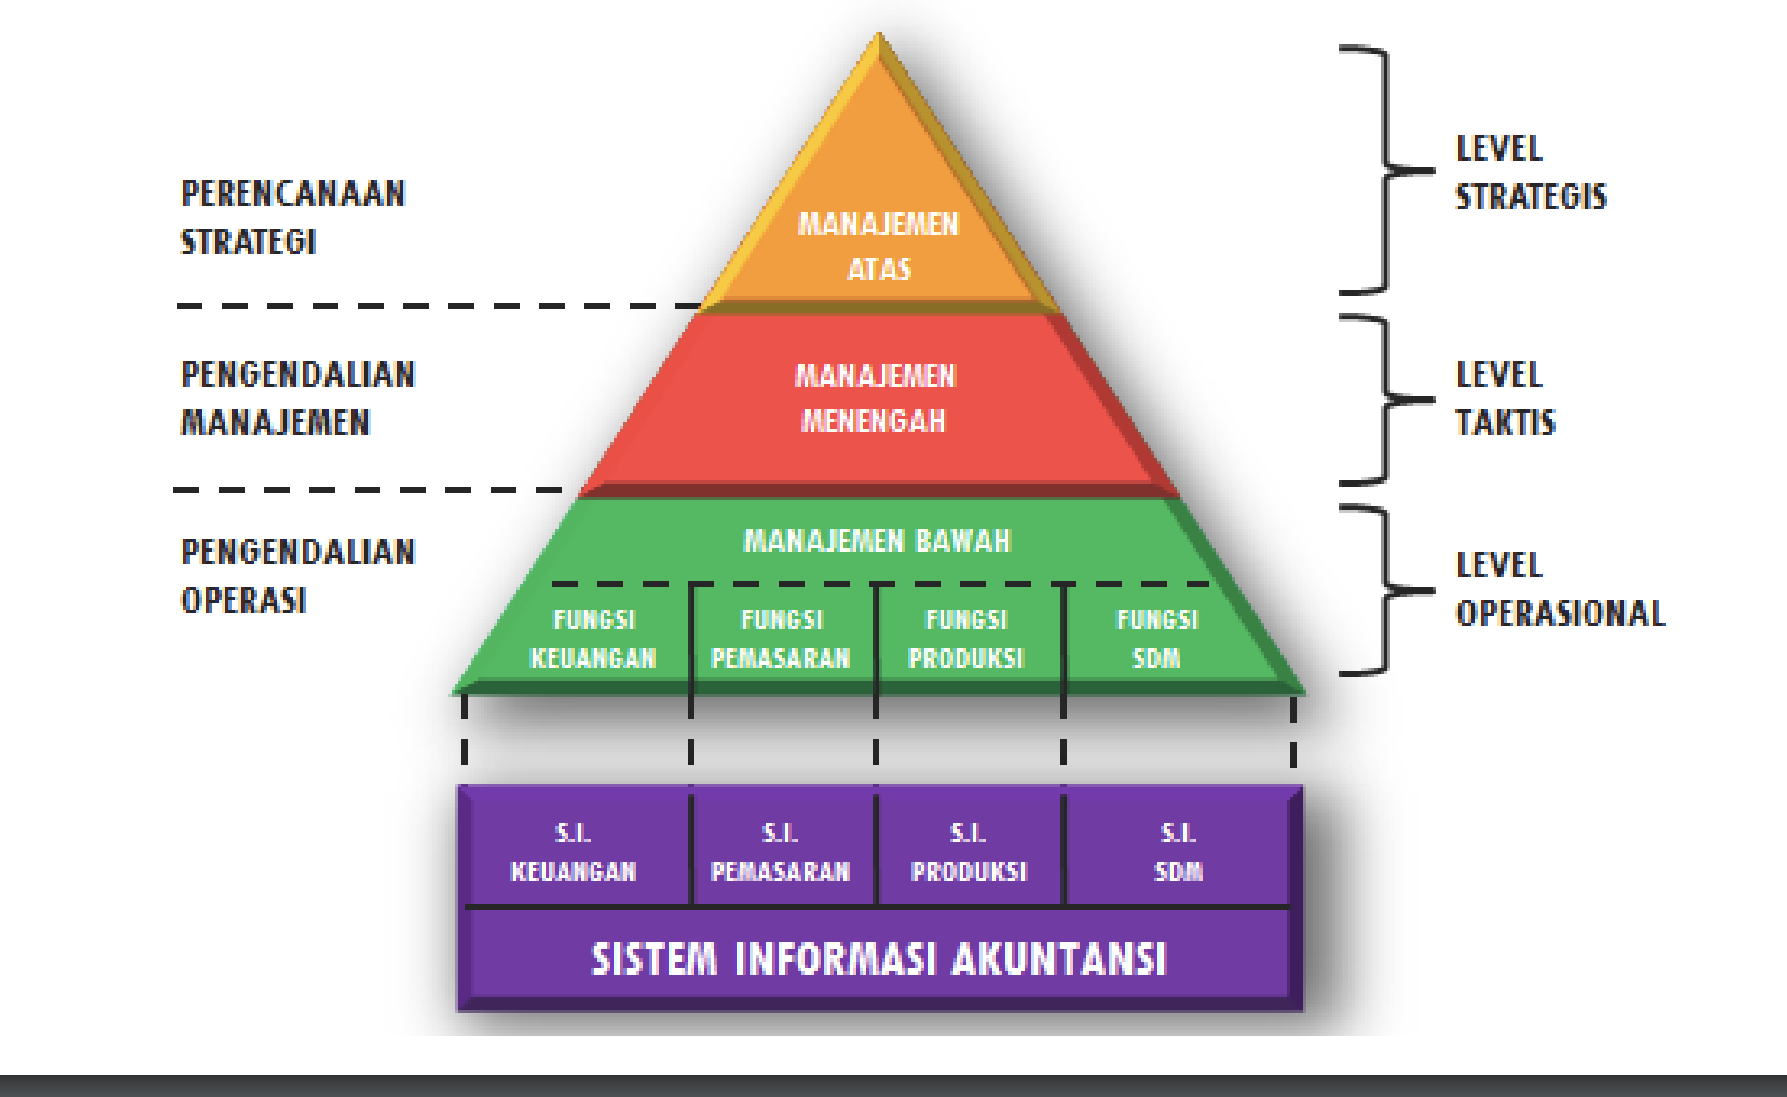 PERENCANAAN
STRATEGI
PENGENDALIAN
MANAJEMEN
PENGENDALIAN
OPERASI
MANAJEMEN
ATAS
MANAJEMEN
MENENGAH
MANAJEMEN BAWAH
FUNGSI
KEUANGAN
FUNGSI
PEMASARAN
FUNGSI
PRODUKSI
FUNGSI
SDM
S.I.
KEUANGAN
S.I.
PEMASARAN
S.I.
PRODUKSI
S.I.
SDM
SISTEM INFORMASI AKUNTANSI
LEVEL
STRATEGIS
LEVEL
TAKTIS
LEVEL
OPERASIONAL